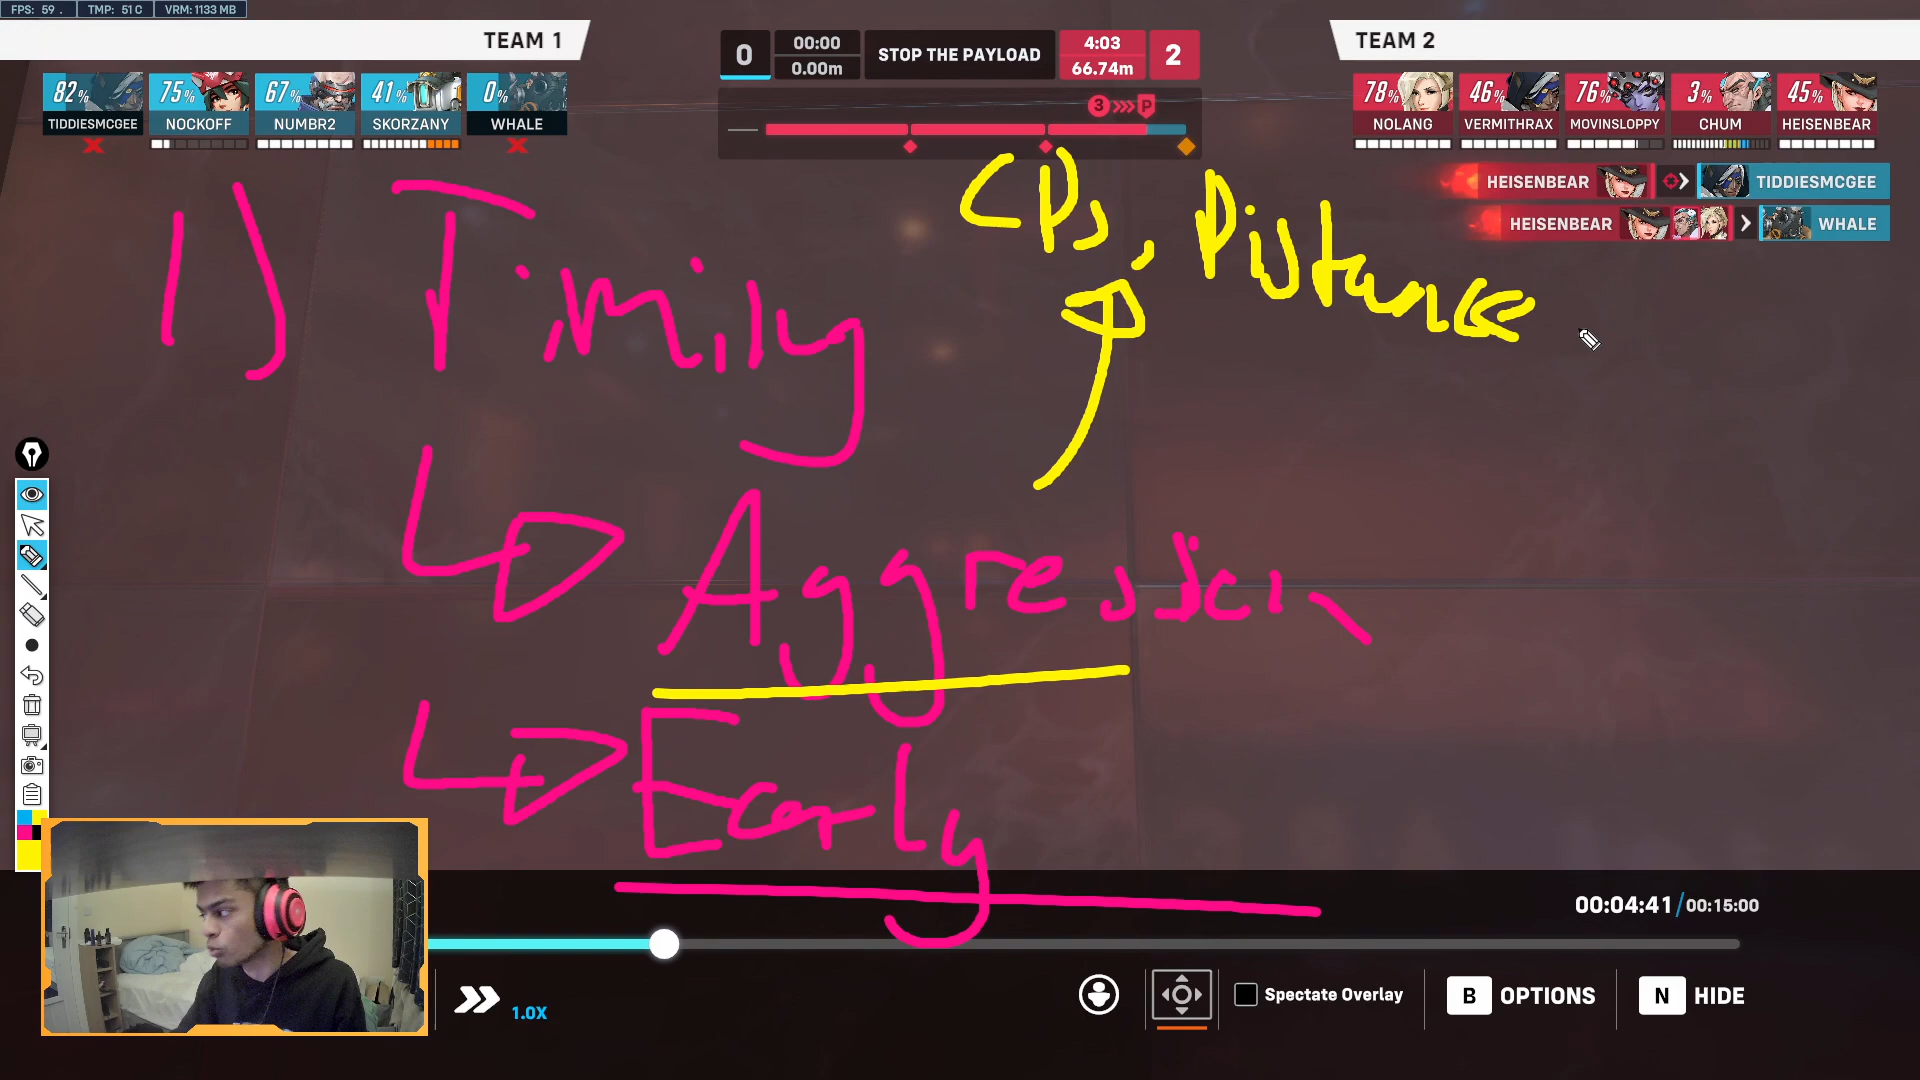 FPS: 59 . TMP: 51 C VRM: 1133 MB
TEAM 1
0 00:00 0.00m STOP THE PAYLOAD 4:03 66.74m 2
TEAM 2
82% 75% 67% 41% 0%
TIDDIESMCGEE NOCKOFF NUMBR2 SKORZANY WHALE
3 P
78% 46% 76% 3% 45%
NOLANG VERMITHRAX MOVINSLOPPY CHUM HEISENBEAR
HEISENBEAR TIDDIESMCGEE
HEISENBEAR WHALE
CPs, Distance
1) Timily
Aggression
Early
00:04:41/00:15:00
1.0X
Spectate Overlay B OPTIONS N HIDE